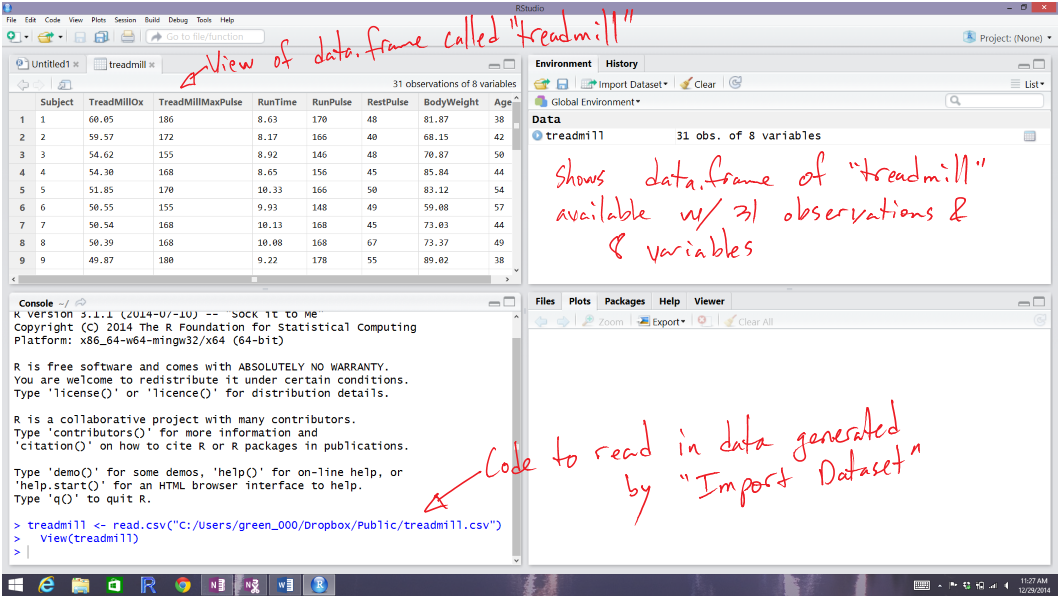 RStudio
File Edit Code View Plots Session Build Debug Tools Help
Go to file/function
Project: (None)
View of data.frame called "treadmill"
Untitled1 treadmill
31 observations of 8 variables
Subject TreadMillOx TreadMillMaxPulse RunTime RunPulse RestPulse BodyWeight Age
1 1 60.05 186 8.63 170 48 81.87 38
2 2 59.57 172 8.17 166 40 68.15 42
3 3 54.62 155 8.92 146 48 70.87 50
4 4 54.30 168 8.65 156 45 85.84 44
5 5 51.85 170 10.33 166 50 83.12 54
6 6 50.55 155 9.93 148 49 59.08 57
7 7 50.54 168 10.13 168 45 73.03 44
8 8 50.39 168 10.08 168 67 73.37 49
9 9 49.87 180 9.22 178 55 89.02 38
Environment History
Import Dataset Clear List
Global Environment
Data
treadmill 31 obs. of 8 variables
Shows data.frame of "treadmill"
available w/ 31 observations &
8 variables
Console ~/
R version 3.1.1 (2014-07-10) -- "Sock it to Me"
Copyright (C) 2014 The R Foundation for Statistical Computing
Platform: x86_64-w64-mingw32/x64 (64-bit)
R is free software and comes with ABSOLUTELY NO WARRANTY.
You are welcome to redistribute it under certain conditions.
Type 'license()' or 'licence()' for distribution details.
R is a collaborative project with many contributors.
Type 'contributors()' for more information and
'citation()' on how to cite R or R packages in publications.
Type 'demo()' for some demos, 'help()' for on-line help, or
'help.start()' for an HTML browser interface to help.
Type 'q()' to quit R.
> treadmill <- read.csv("C:/Users/green_000/Dropbox/Public/treadmill.csv")
> View(treadmill)
>
Files Plots Packages Help Viewer
Zoom Export Clear All
Code to read in data generated
by "Import Dataset"
11:27 AM
12/29/2014